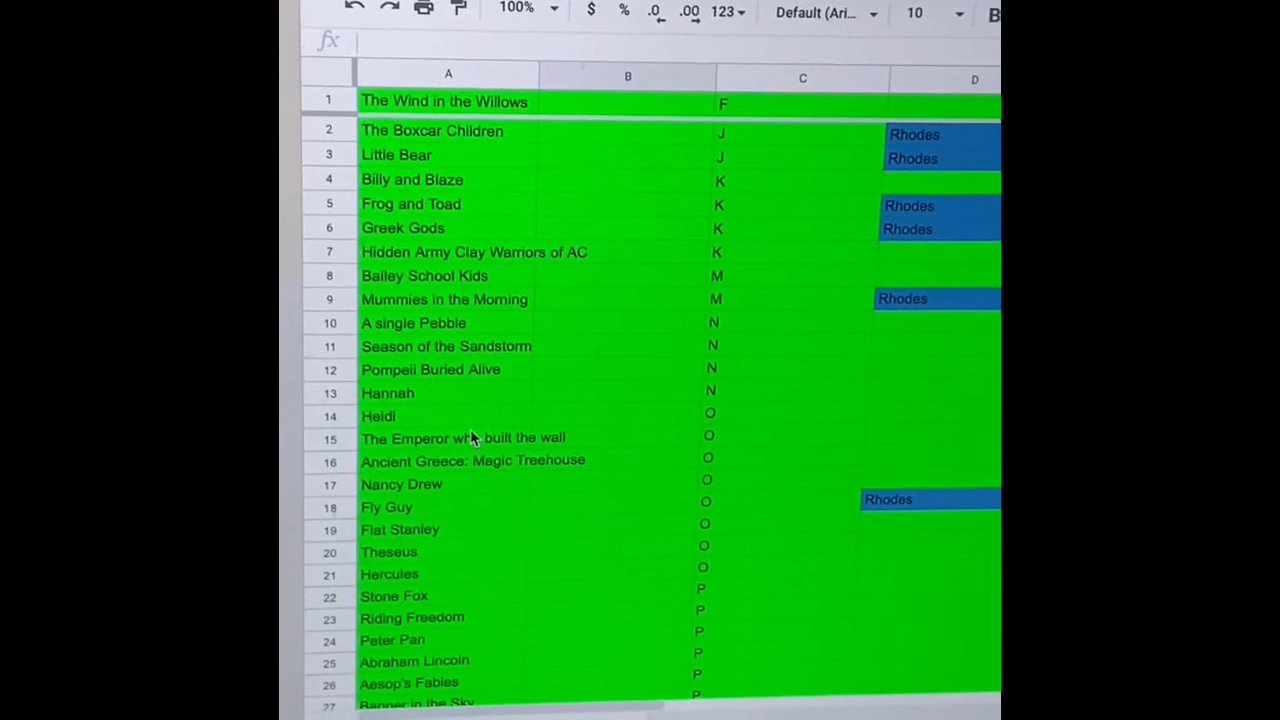 100% $ % .0 .00 123 Default (Ari... 10 B
fx
A B C D
1 The Wind in the Willows F
2 The Boxcar Children J Rhodes
3 Little Bear J Rhodes
4 Billy and Blaze K
5 Frog and Toad K Rhodes
6 Greek Gods K Rhodes
7 Hidden Army Clay Warriors of AC K
8 Bailey School Kids M
9 Mummies in the Morning M Rhodes
10 A single Pebble N
11 Season of the Sandstorm N
12 Pompeii Buried Alive N
13 Hannah N
14 Heidi O
15 The Emperor who built the wall O
16 Ancient Greece: Magic Treehouse O
17 Nancy Drew O
18 Fly Guy O Rhodes
19 Flat Stanley O
20 Theseus O
21 Hercules O
22 Stone Fox P
23 Riding Freedom P
24 Peter Pan P
25 Abraham Lincoln P
26 Aesop's Fables P
27 Banner in the Sky P